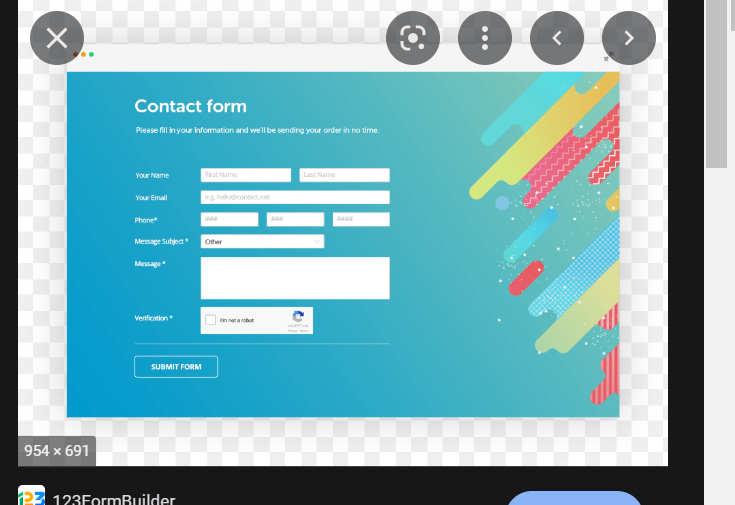 Contact form
Please fill in your information and we'll be sending your order in no time.
Your Name First Name Last Name
Your Email e.g. hello@contact.net
Phone* ### ### ####
Message Subject * Other
Message *
Verification * I'm not a robot
reCAPTCHA
Privacy - Terms
SUBMIT FORM
954 × 691
123FormBuilder